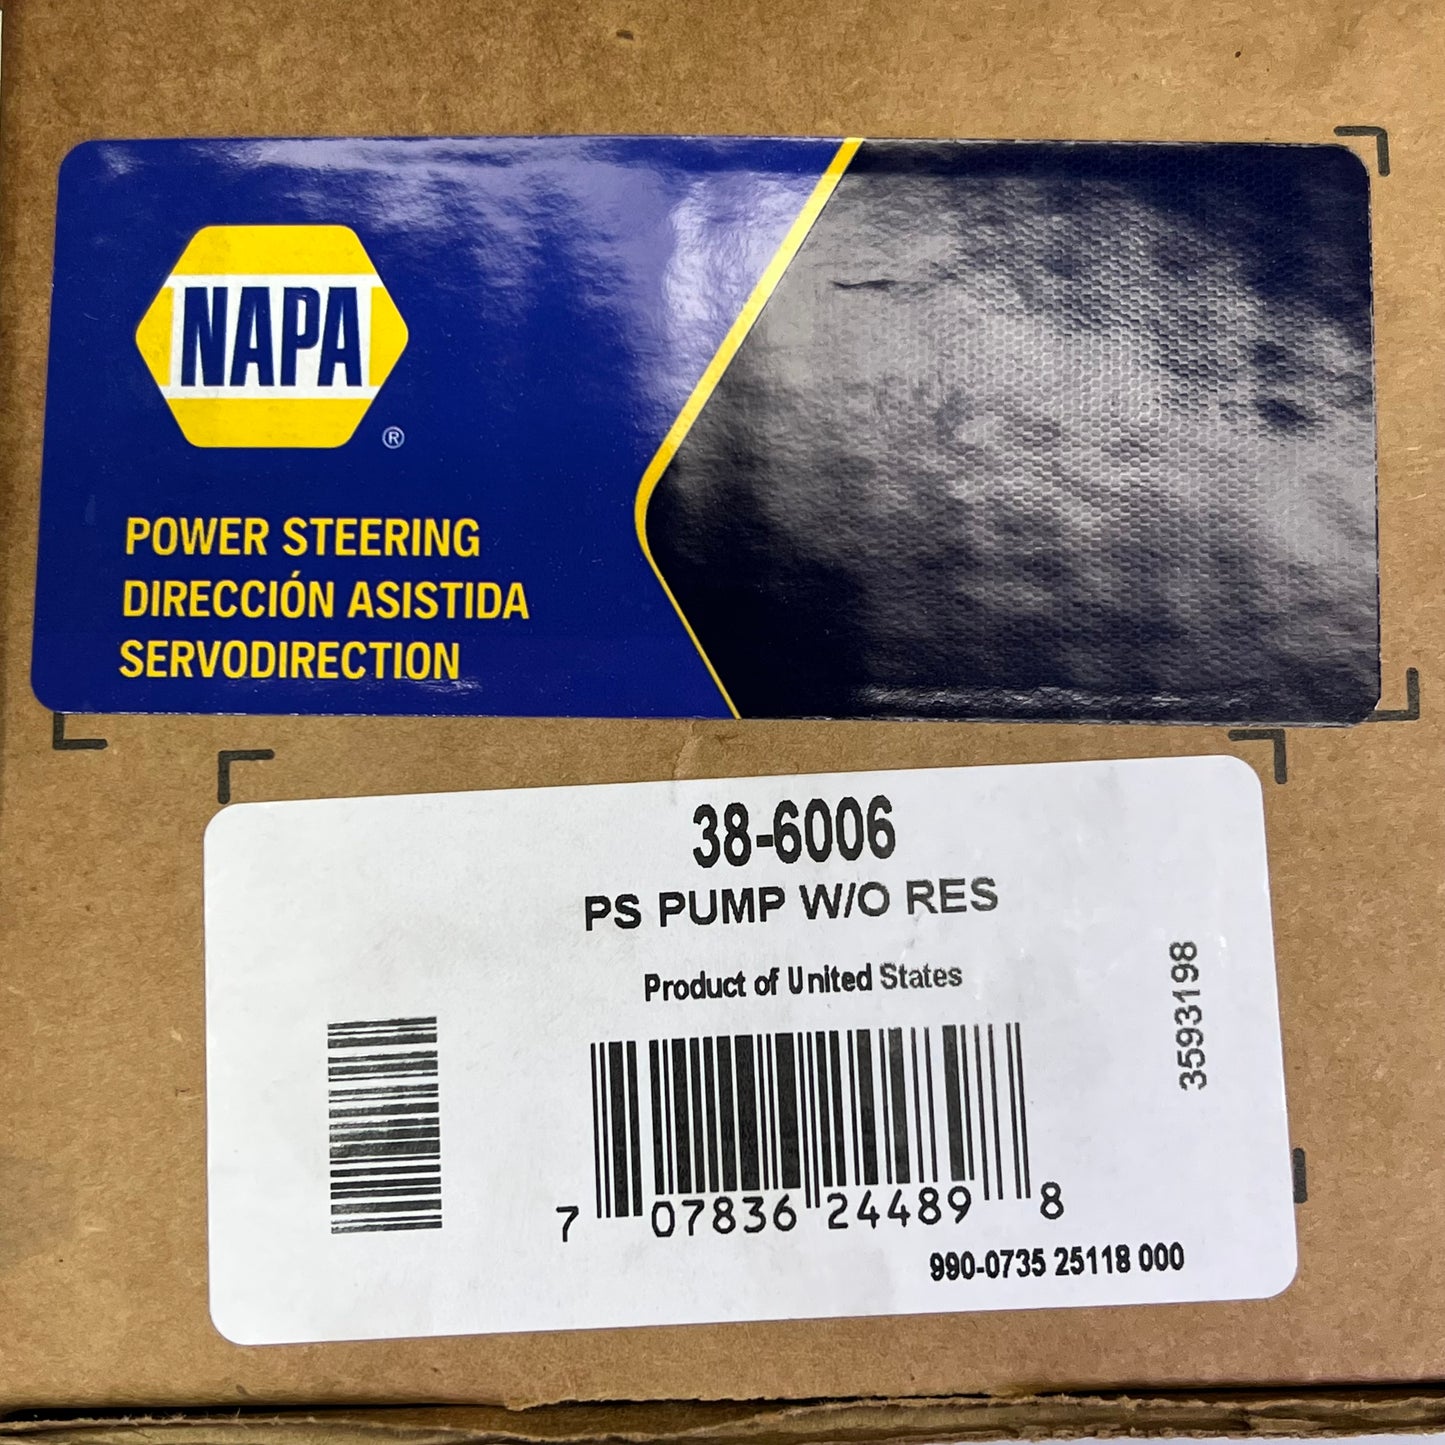 NAPA
®
POWER STEERING
DIRECCIÓN ASISTIDA
SERVODIRECTION
38-6006
PS PUMP W/O RES
Product of United States
3593198
7 07836 24489 8
990-0735 25118 000